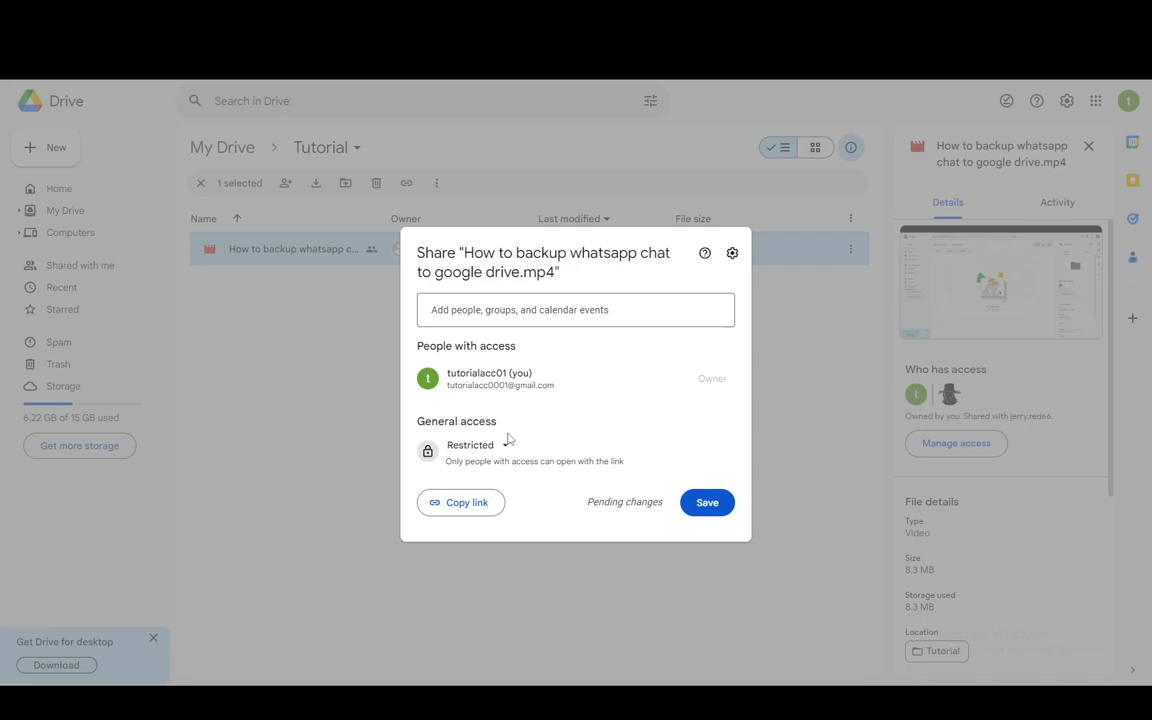 Drive
Search in Drive
t
New
My Drive
Tutorial
How to backup whatsapp
chat to google drive.mp4
1 selected
Home
My Drive
Computers
Details
Activity
Name
Owner
Last modified
File size
How to backup whatsapp c...
Shared with me
Recent
Starred
Spam
Trash
Storage
6.22 GB of 15 GB used
Get more storage
Share "How to backup whatsapp chat
to google drive.mp4"
Add people, groups, and calendar events
People with access
t
tutorialacc01 (you)
tutorialacc0001@gmail.com
Owner
General access
Restricted
Only people with access can open with the link
Copy link
Pending changes
Save
Who has access
t
Owned by you. Shared with jerry.red66.
Manage access
File details
Type
Video
Size
8.3 MB
Storage used
8.3 MB
Location
Tutorial
Get Drive for desktop
Download